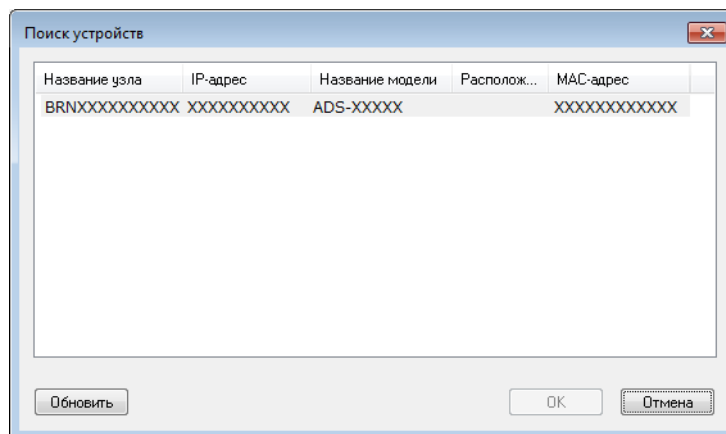 Поиск устройств
Название узла IP-адрес Название модели Располож... MAC-адрес
BRNXXXXXXXXXX XXXXXXXXXX ADS-XXXXX XXXXXXXXXXXX
Обновить OK Отмена